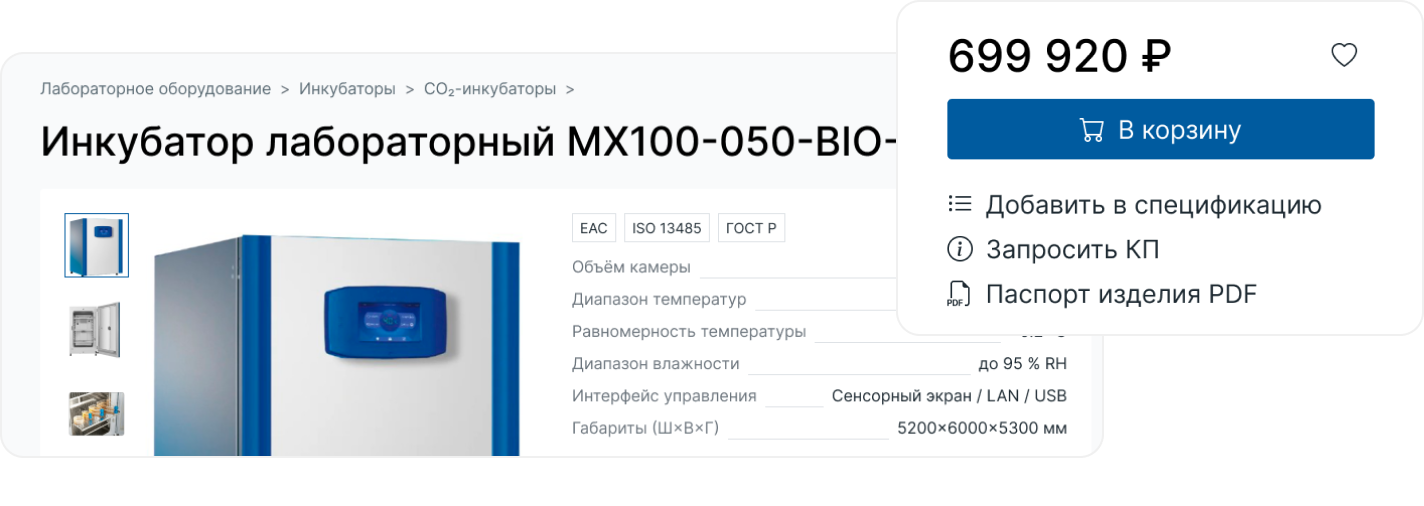 699 920 ₽
В корзину
Добавить в спецификацию
Запросить КП
PDF Паспорт изделия PDF
Лабораторное оборудование > Инкубаторы > CO₂-инкубаторы >
Инкубатор лабораторный MX100-050-BIO-
EAC ISO 13485 ГОСТ Р
Объём камеры
Диапазон температур
Равномерность температуры
Диапазон влажности до 95 % RH
Интерфейс управления Сенсорный экран / LAN / USB
Габариты (Ш×В×Г) 5200×6000×5300 мм